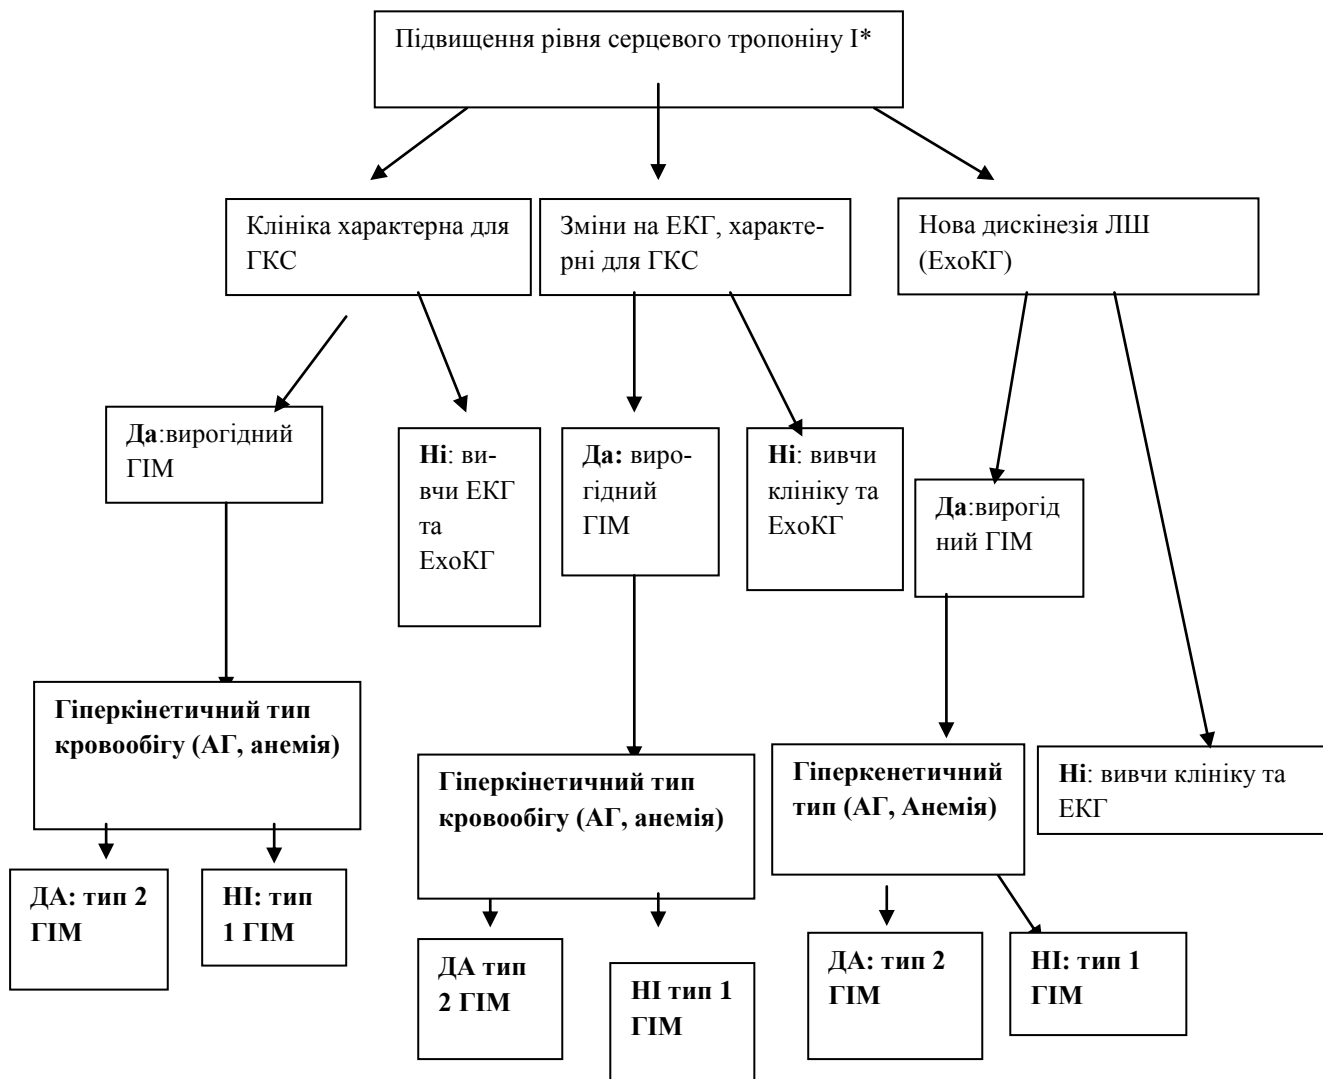 Підвищення рівня серцевого тропоніну І*
Клініка характерна для
ГКС
Зміни на ЕКГ, характе-
рні для ГКС
Нова дискінезія ЛШ
(ЕхоКГ)
Да:вирогідний
ГІМ
Ні: ви-
вчи ЕКГ
та
ЕхоКГ
Да: виро-
гідний
ГІМ
Ні: вивчи
клініку та
ЕхоКГ
Да:вирогід
ний ГІМ
Гіперкінетичний тип
кровообігу (АГ, анемія)
Гіперкінетичний тип
кровообігу (АГ, анемія)
Гіперкенетичний
тип (АГ, Анемія)
Ні: вивчи клініку та
ЕКГ
ДА: тип 2
ГІМ
НІ: тип
1 ГІМ
ДА тип
2 ГІМ
НІ тип 1
ГІМ
ДА: тип 2
ГІМ
НІ: тип 1
ГІМ